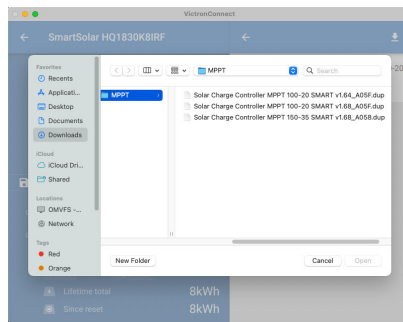 VictronConnect
SmartSolar HQ1830K8IRF
-20
Favorites
Recents
Applicati...
Desktop
Documents
Downloads
iCloud
iCloud Dri...
Shared
Locations
OMVFS -...
Network
Tags
Red
Orange
MPPT
Search
MPPT
Solar Charge Controller MPPT 100-20 SMART v1.64_A05F.dup
Solar Charge Controller MPPT 100-20 SMART v1.68_A05F.dup
Solar Charge Controller MPPT 150-35 SMART v1.68_A058.dup
New Folder
Cancel
Open
Lifetime total 8kWh
Since reset 8kWh